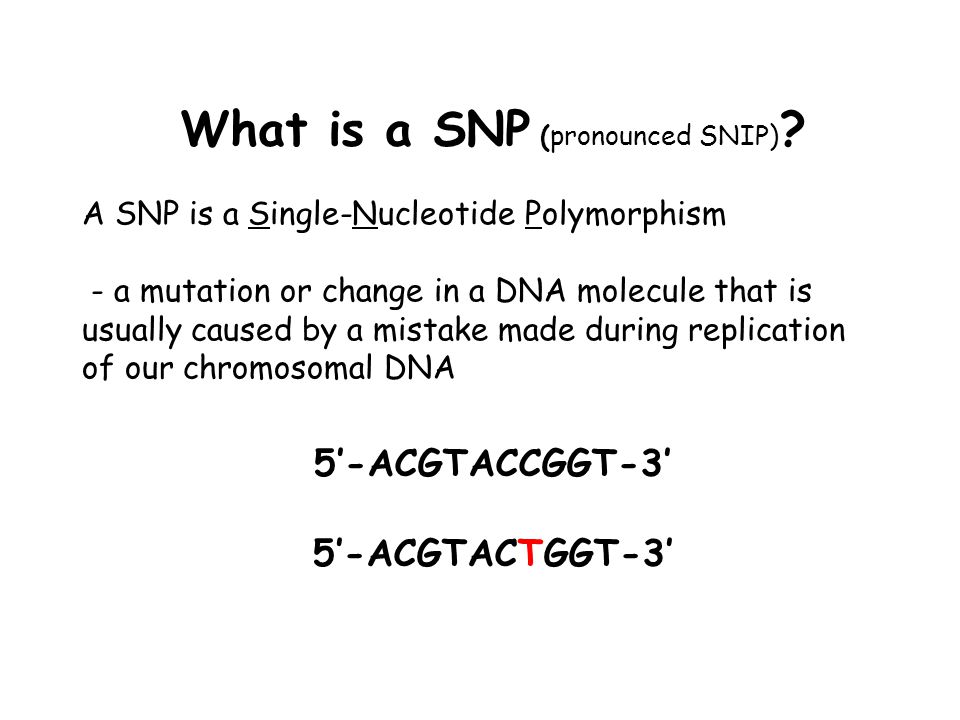 What is a SNP (pronounced SNIP)?
A SNP is a Single-Nucleotide Polymorphism
- a mutation or change in a DNA molecule that is
usually caused by a mistake made during replication
of our chromosomal DNA
5’-ACGTACCGGT-3’
5’-ACGTACTGGT-3’